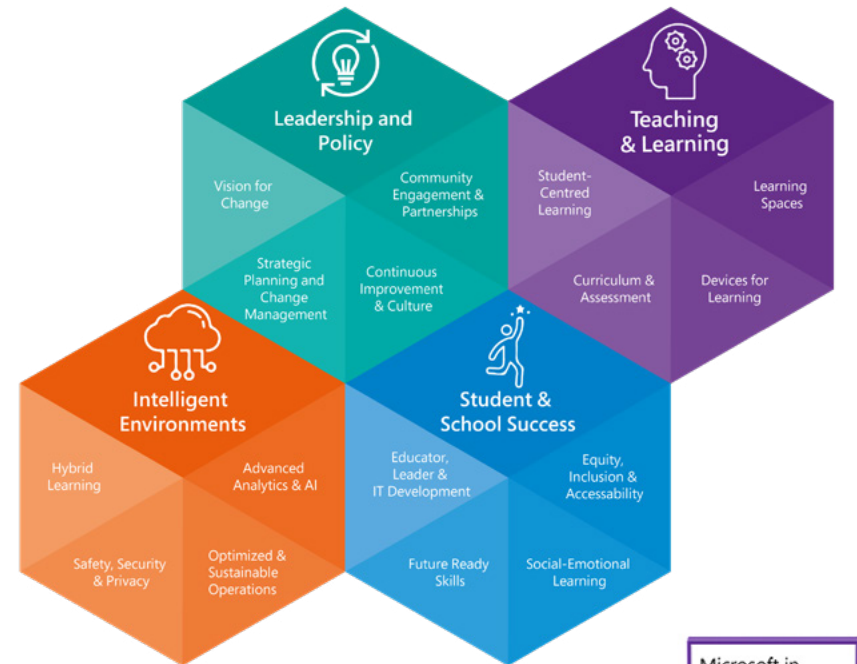 Leadership and
Policy
Vision for
Change
Community
Engagement &
Partnerships
Strategic
Planning and
Change
Management
Continuous
Improvement
& Culture
Teaching
& Learning
Student-
Centred
Learning
Learning
Spaces
Curriculum &
Assessment
Devices for
Learning
Intelligent
Environments
Hybrid
Learning
Advanced
Analytics & AI
Safety, Security
& Privacy
Optimized &
Sustainable
Operations
Student &
School Success
Educator,
Leader &
IT Development
Equity,
Inclusion &
Accessability
Future Ready
Skills
Social-Emotional
Learning
Microsoft in